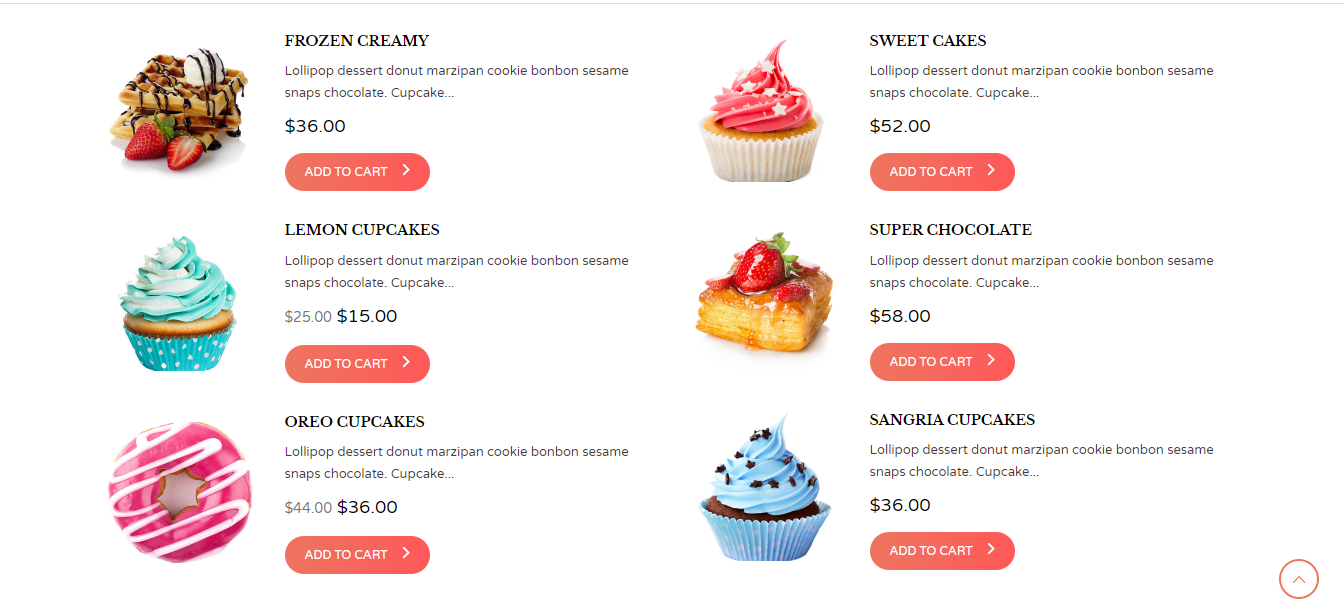 FROZEN CREAMY
Lollipop dessert donut marzipan cookie bonbon sesame
snaps chocolate. Cupcake...
$36.00
ADD TO CART
SWEET CAKES
Lollipop dessert donut marzipan cookie bonbon sesame
snaps chocolate. Cupcake...
$52.00
ADD TO CART
LEMON CUPCAKES
Lollipop dessert donut marzipan cookie bonbon sesame
snaps chocolate. Cupcake...
$25.00 $15.00
ADD TO CART
SUPER CHOCOLATE
Lollipop dessert donut marzipan cookie bonbon sesame
snaps chocolate. Cupcake...
$58.00
ADD TO CART
OREO CUPCAKES
Lollipop dessert donut marzipan cookie bonbon sesame
snaps chocolate. Cupcake...
$44.00 $36.00
ADD TO CART
SANGRIA CUPCAKES
Lollipop dessert donut marzipan cookie bonbon sesame
snaps chocolate. Cupcake...
$36.00
ADD TO CART